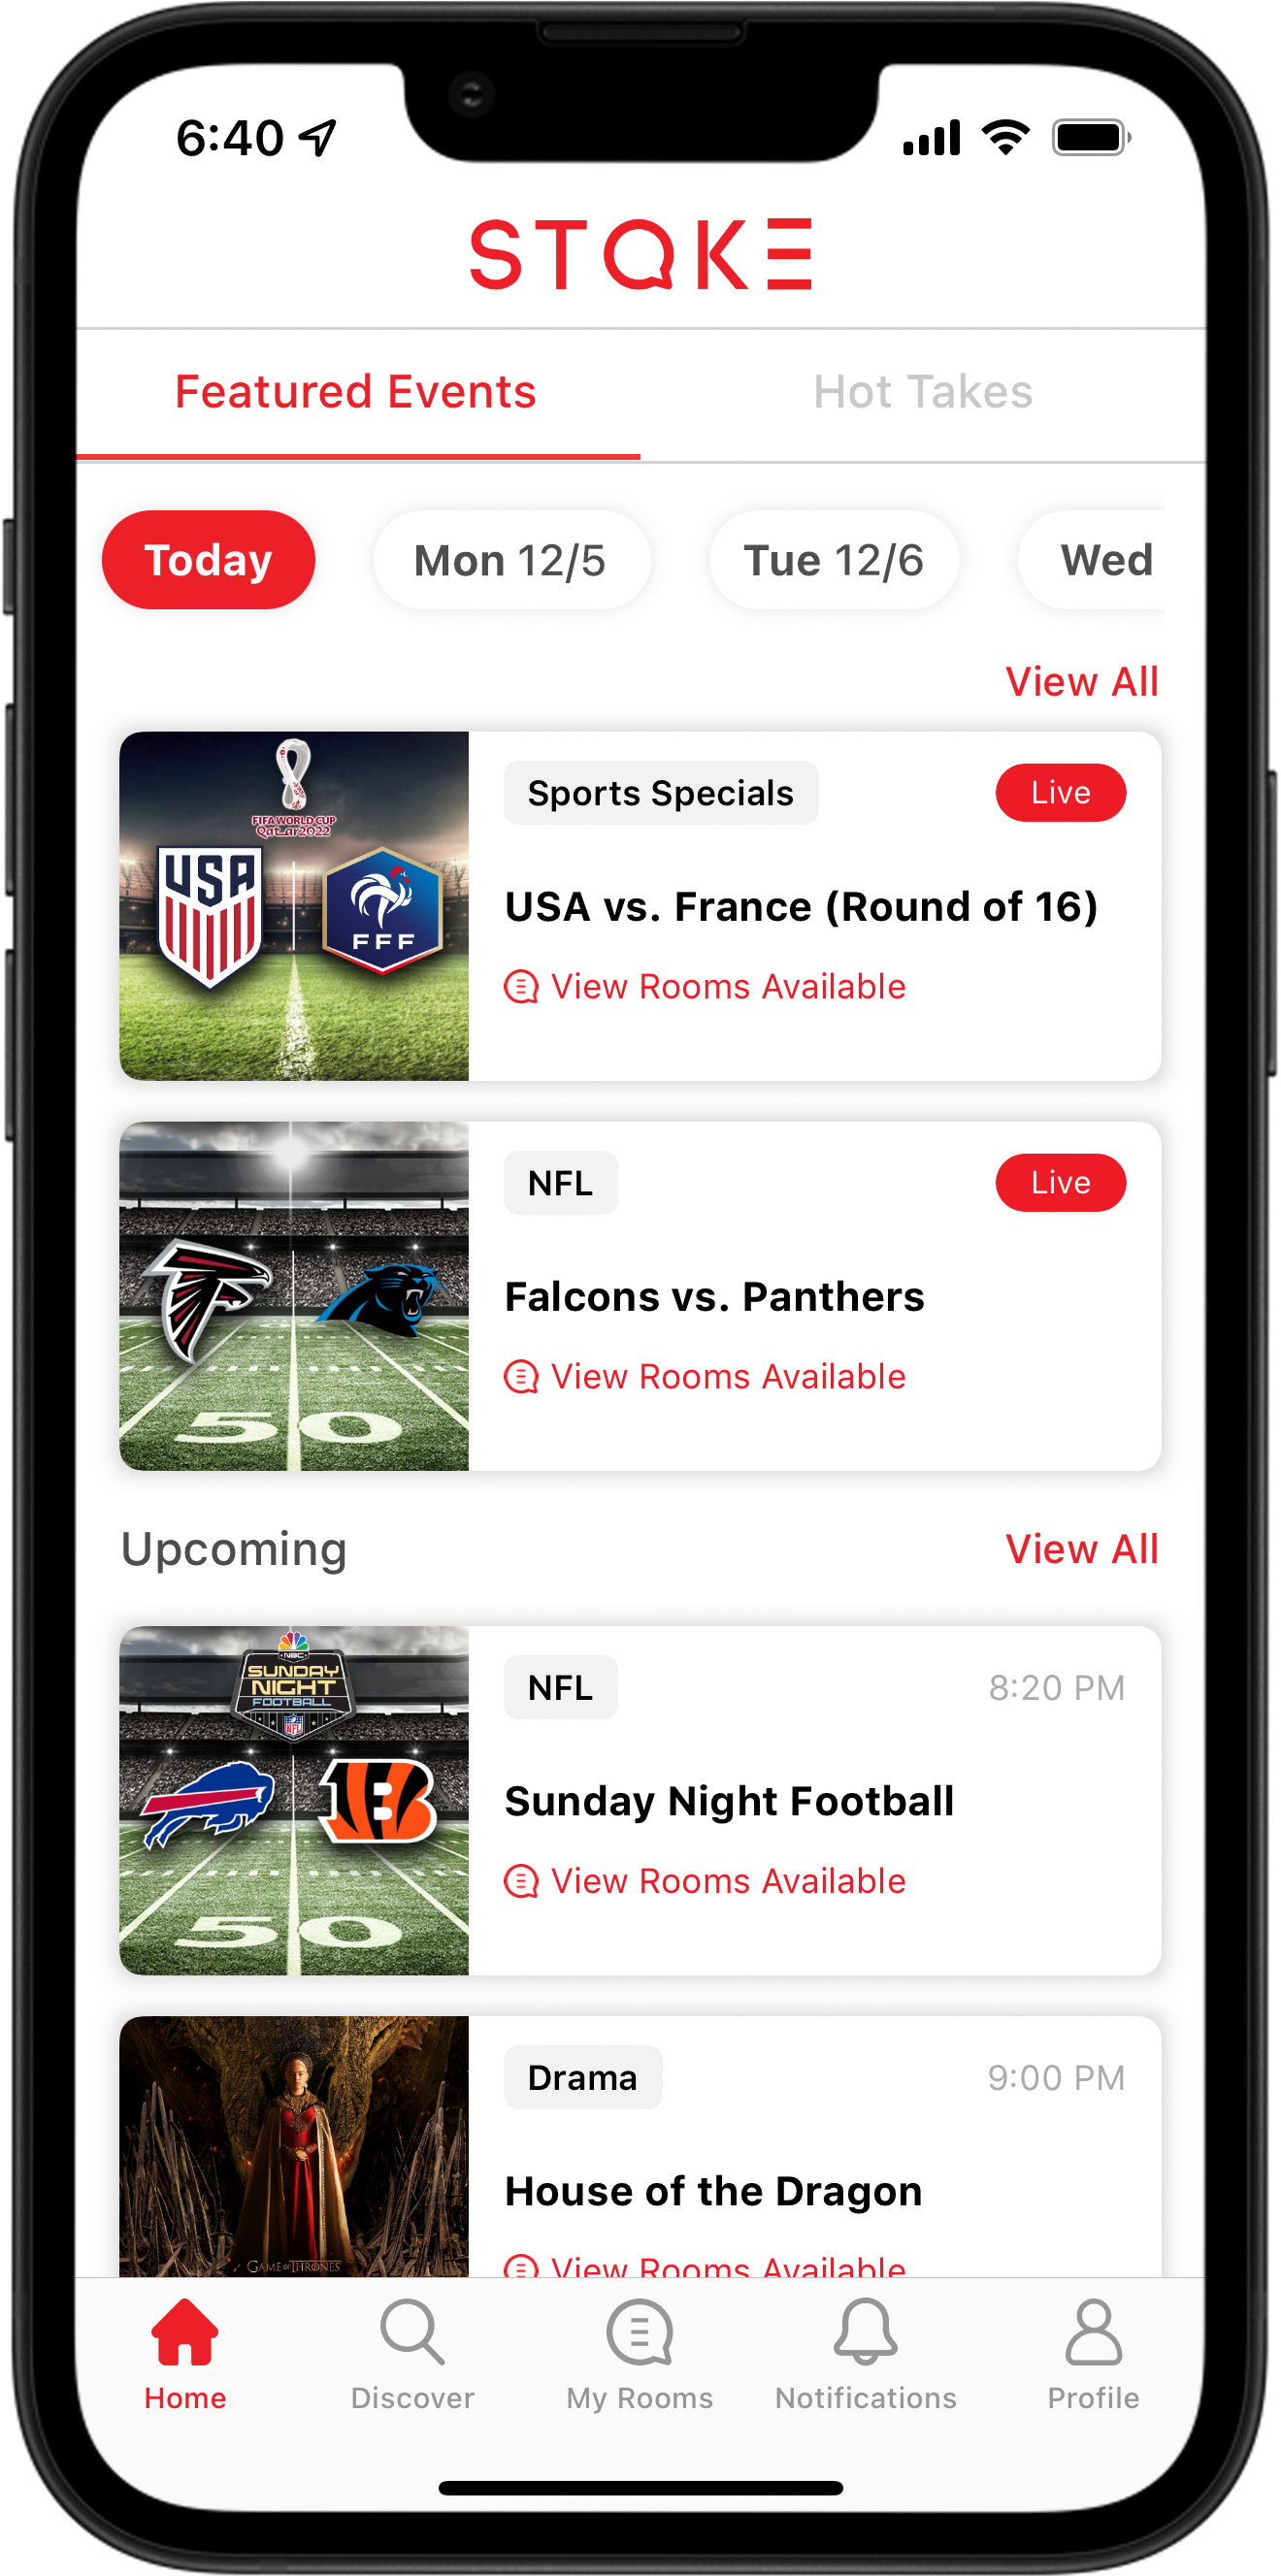 6:40
STOKE
Featured Events
Hot Takes
Today
Mon 12/5
Tue 12/6
Wed
View All
FIFA WORLD CUP
Qatar2022
USA
FFF
Sports Specials
Live
USA vs. France (Round of 16)
View Rooms Available
50
NFL
Live
Falcons vs. Panthers
View Rooms Available
Upcoming
View All
NBC
SUNDAY
NIGHT
FOOTBALL
NFL
B
50
NFL
8:20 PM
Sunday Night Football
View Rooms Available
GAME OF THRONES
Drama
9:00 PM
House of the Dragon
View Rooms Available
Home
Discover
My Rooms
Notifications
Profile